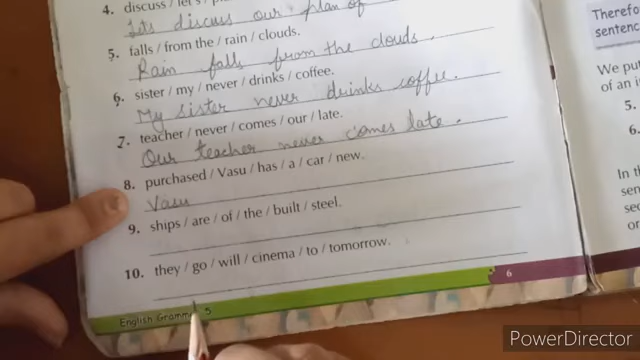 4. discuss / let's /
Lets discuss our plan of
5. falls / from the / rain / clouds.
Rain falls from the clouds.
6. sister / my / never / drinks / coffee.
My sister never drinks coffee.
7. teacher / never / comes / our / late.
Our teacher never comes late.
8. purchased / Vasu / has / a / car / new.
Vasu
9. ships / are / of / the / built / steel.
10. they / go / will / cinema / to / tomorrow.
English Gramm 5
6
Therefo
sentenc
We pu
of an i
5.
6.
In th
sen
sec
or
PowerDirector